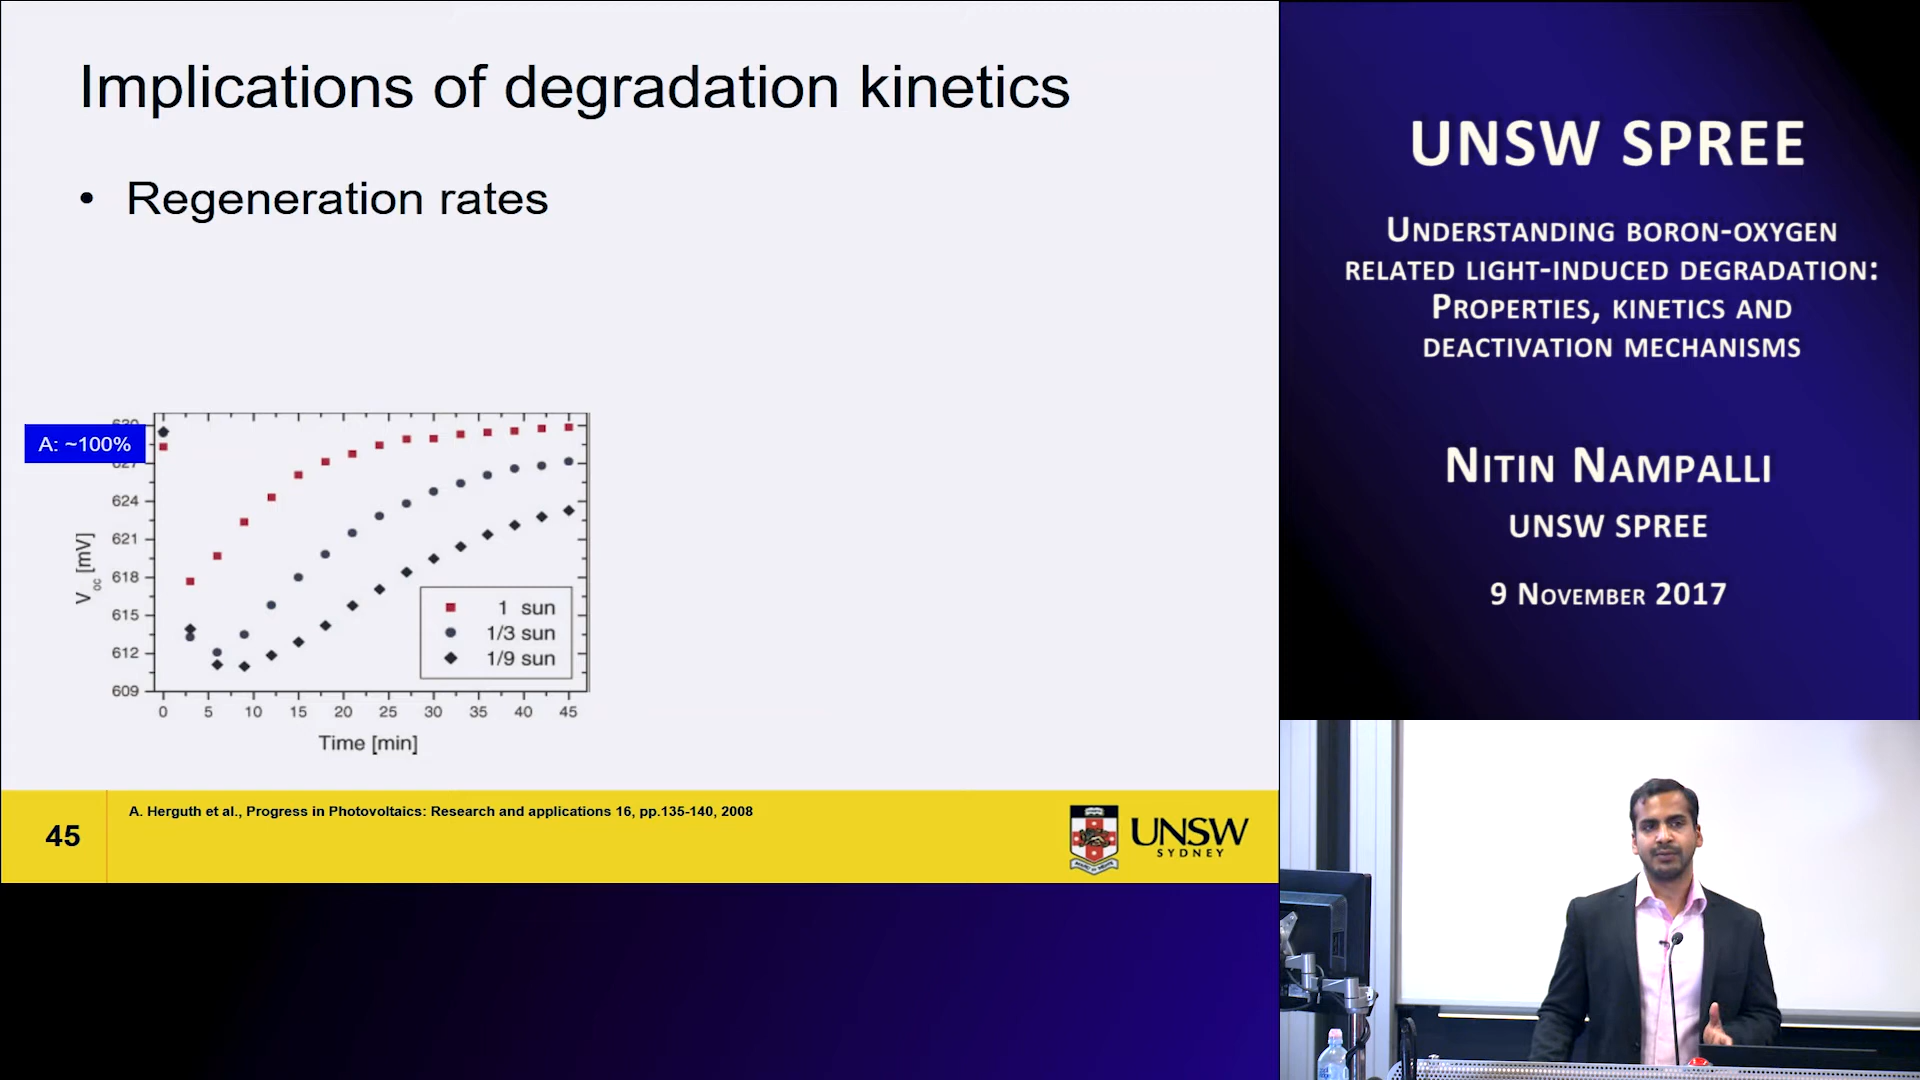 Implications of degradation kinetics
• Regeneration rates
A: ~100%
624
621
618
615
612
609
V oc [mV]
1 sun
1/3 sun
1/9 sun
0 5 10 15 20 25 30 35 40 45
Time [min]
45
A. Herguth et al., Progress in Photovoltaics: Research and applications 16, pp.135-140, 2008
UNSW
SYDNEY
UNSW SPREE
UNDERSTANDING BORON-OXYGEN
RELATED LIGHT-INDUCED DEGRADATION:
PROPERTIES, KINETICS AND
DEACTIVATION MECHANISMS
NITIN NAMPALLI
UNSW SPREE
9 NOVEMBER 2017